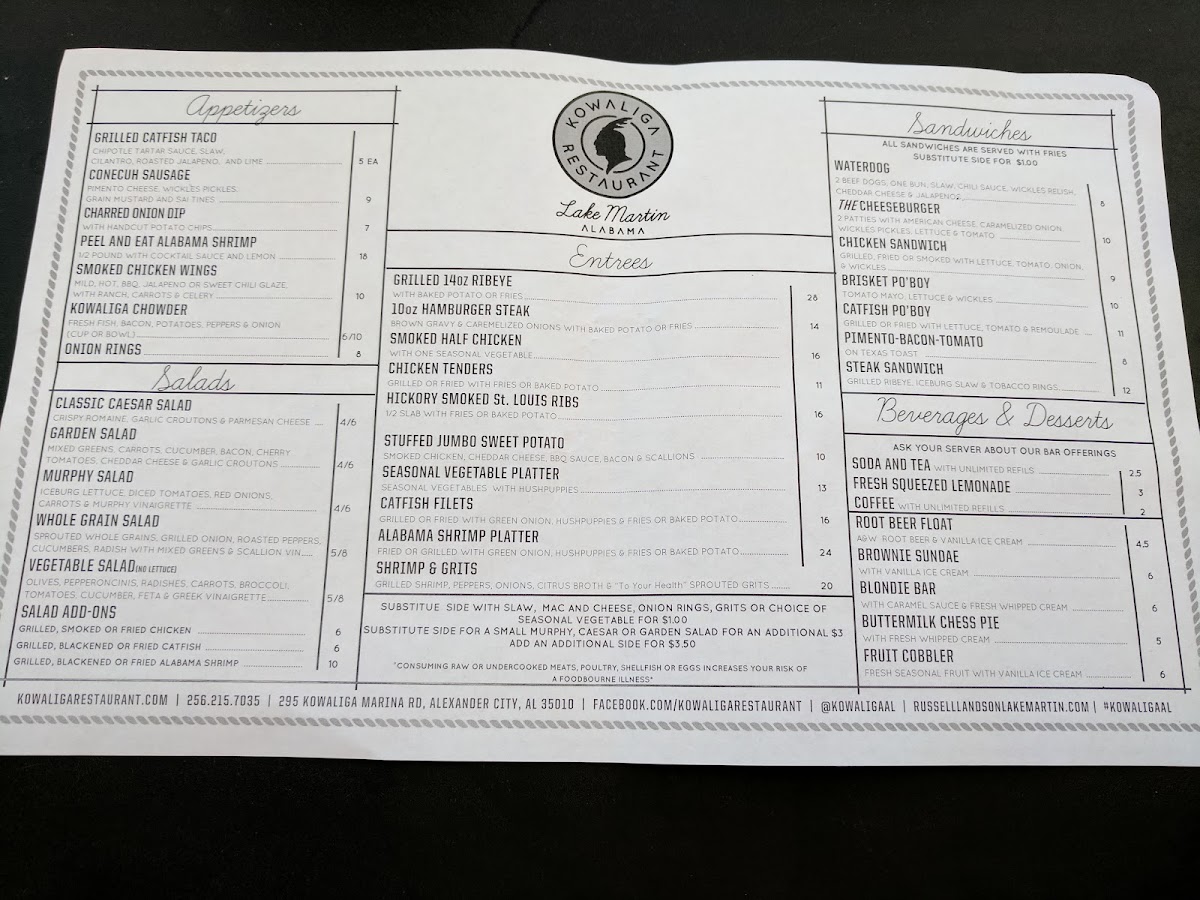 Appetizers
GRILLED CATFISH TACO
CHIPOTLE TARTAR SAUCE, SLAW,
CILANTRO, ROASTED JALAPENO, AND LIME 5 EA
CONECUH SAUSAGE
PIMENTO CHEESE, WICKLES PICKLES,
GRAIN MUSTARD AND SALTINES 9
CHARRED ONION DIP
WITH HANDCUT POTATO CHIPS 7
PEEL AND EAT ALABAMA SHRIMP
1/2 POUND WITH COCKTAIL SAUCE AND LEMON 18
SMOKED CHICKEN WINGS
MILD, HOT, BBQ, JALAPENO OR SWEET CHILI GLAZE,
WITH RANCH, CARROTS & CELERY 10
KOWALIGA CHOWDER
FRESH FISH, BACON, POTATOES, PEPPERS & ONION
(CUP OR BOWL) 6/10
ONION RINGS 8
Salads
CLASSIC CAESAR SALAD
CRISPY ROMAINE, GARLIC CROUTONS & PARMESAN CHEESE 4/6
GARDEN SALAD
MIXED GREENS, CARROTS, CUCUMBER, BACON, CHERRY
TOMATOES, CHEDDAR CHEESE & GARLIC CROUTONS 4/6
MURPHY SALAD
ICEBURG LETTUCE, DICED TOMATOES, RED ONIONS,
CARROTS & MURPHY VINAIGRETTE 4/6
WHOLE GRAIN SALAD
SPROUTED WHOLE GRAINS, GRILLED ONION, ROASTED PEPPERS,
CUCUMBERS, RADISH WITH MIXED GREENS & SCALLION VIN. 5/8
VEGETABLE SALAD (NO LETTUCE)
OLIVES, PEPPERONCINIS, RADISHES, CARROTS, BROCCOLI,
TOMATOES, CUCUMBER, FETA & GREEK VINAIGRETTE 5/8
SALAD ADD-ONS
GRILLED, SMOKED OR FRIED CHICKEN 6
GRILLED, BLACKENED OR FRIED CATFISH 6
GRILLED, BLACKENED OR FRIED ALABAMA SHRIMP 10
KOWALIGA
RESTAURANT
Lake Martin
ALABAMA
Entrees
GRILLED 14oz RIBEYE
WITH BAKED POTATO OR FRIES 28
10oz HAMBURGER STEAK
BROWN GRAVY & CAREMELIZED ONIONS WITH BAKED POTATO OR FRIES 14
SMOKED HALF CHICKEN
WITH ONE SEASONAL VEGETABLE 16
CHICKEN TENDERS
GRILLED OR FRIED WITH FRIES OR BAKED POTATO 11
HICKORY SMOKED St. LOUIS RIBS
1/2 SLAB WITH FRIES OR BAKED POTATO 16
STUFFED JUMBO SWEET POTATO
SMOKED CHICKEN, CHEDDAR CHEESE, BBQ SAUCE, BACON & SCALLIONS 10
SEASONAL VEGETABLE PLATTER
SEASONAL VEGETABLES WITH HUSHPUPPIES 13
CATFISH FILETS
GRILLED OR FRIED WITH GREEN ONION, HUSHPUPPIES & FRIES OR BAKED POTATO 16
ALABAMA SHRIMP PLATTER
FRIED OR GRILLED WITH GREEN ONION, HUSHPUPPIES & FRIES OR BAKED POTATO 24
SHRIMP & GRITS
GRILLED SHRIMP, PEPPERS, ONIONS, CITRUS BROTH & "To Your Health" SPROUTED GRITS 20
SUBSTITUE SIDE WITH SLAW, MAC AND CHEESE, ONION RINGS, GRITS OR CHOICE OF
SEASONAL VEGETABLE FOR $1.00
SUBSTITUTE SIDE FOR A SMALL MURPHY, CAESAR OR GARDEN SALAD FOR AN ADDITIONAL $3
ADD AN ADDITIONAL SIDE FOR $3.50
*CONSUMING RAW OR UNDERCOOKED MEATS, POULTRY, SHELLFISH OR EGGS INCREASES YOUR RISK OF
A FOODBOURNE ILLNESS*
Sandwiches
ALL SANDWICHES ARE SERVED WITH FRIES
SUBSTITUTE SIDE FOR $1.00
WATERDOG
2 BEEF DOGS, ONE BUN, SLAW, CHILI SAUCE, WICKLES RELISH,
CHEDDAR CHEESE & JALAPENOS 8
THE CHEESEBURGER
2 PATTIES WITH AMERICAN CHEESE, CARAMELIZED ONION,
WICKLES PICKLES, LETTUCE & TOMATO 10
CHICKEN SANDWICH
GRILLED, FRIED OR SMOKED WITH LETTUCE, TOMATO, ONION,
& WICKLES 9
BRISKET PO'BOY
TOMATO MAYO, LETTUCE & WICKLES 10
CATFISH PO'BOY
GRILLED OR FRIED WITH LETTUCE, TOMATO & REMOULADE 11
PIMENTO-BACON-TOMATO
ON TEXAS TOAST 8
STEAK SANDWICH
GRILLED RIBEYE, ICEBURG SLAW & TOBACCO RINGS 12
Beverages & Desserts
ASK YOUR SERVER ABOUT OUR BAR OFFERINGS
SODA AND TEA WITH UNLIMITED REFILS 2.5
FRESH SQUEEZED LEMONADE 3
COFFEE WITH UNLIMITED REFILLS 2
ROOT BEER FLOAT
A&W ROOT BEER & VANILLA ICE CREAM 4.5
BROWNIE SUNDAE
WITH VANILLA ICE CREAM 6
BLONDIE BAR
WITH CARAMEL SAUCE & FRESH WHIPPED CREAM 6
BUTTERMILK CHESS PIE
WITH FRESH WHIPPED CREAM 5
FRUIT COBBLER
FRESH SEASONAL FRUIT WITH VANILLA ICE CREAM 6
KOWALIGARESTAURANT.COM | 256.215.7035 | 295 KOWALIGA MARINA RD, ALEXANDER CITY, AL 35010 | FACEBOOK.COM/KOWALIGARESTAURANT | @KOWALIGAAL | RUSSELLLANDSONLAKEMARTIN.COM | #KOWALIGAAL